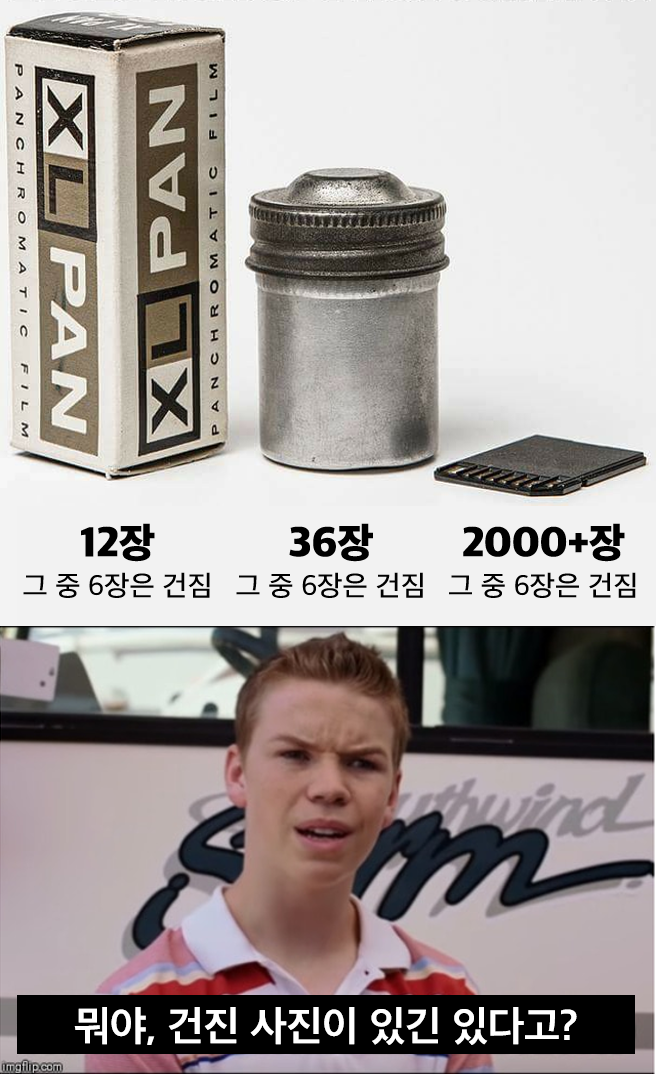 XL PAN
PANCHROMATIC FILM
XL PAN
PANCHROMATIC FILM
PANCHROMATIC FILM
12장
36장
2000+장
그 중 6장은 건짐
그 중 6장은 건짐
그 중 6장은 건짐
뭐야, 건진 사진이 있긴 있다고?
imgflip.com